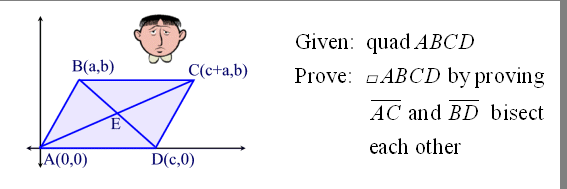 B(a,b)
C(c+a,b)
E
A(0,0)
D(c,0)
Given: quad ABCD
Prove: ▱ABCD by proving
AC and BD bisect
each other